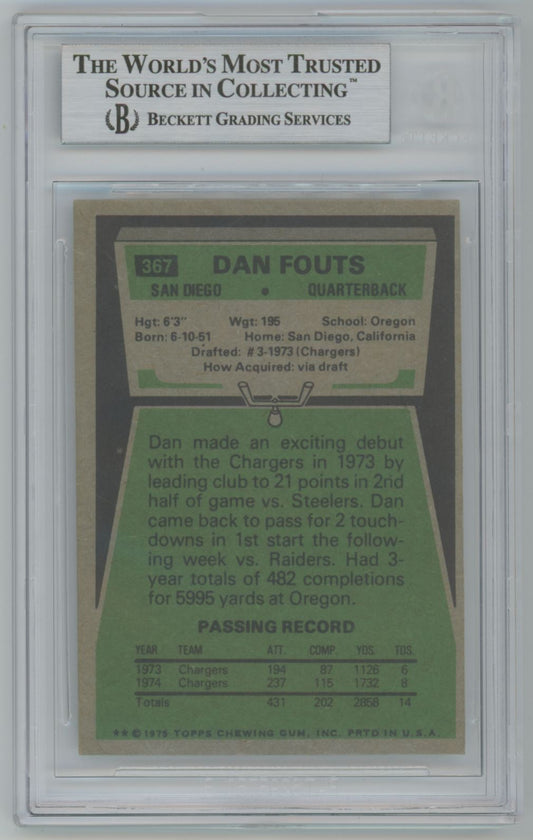 THE WORLD'S MOST TRUSTED
SOURCE IN COLLECTING™
B BECKETT GRADING SERVICES
367 DAN FOUTS
SAN DIEGO • QUARTERBACK
Hgt: 6'3" Wgt: 195 School: Oregon
Born: 6-10-51 Home: San Diego, California
Drafted: #3-1973 (Chargers)
How Acquired: via draft
Dan made an exciting debut
with the Chargers in 1973 by
leading club to 21 points in 2nd
half of game vs. Steelers. Dan
came back to pass for 2 touch-
downs in 1st start the follow-
ing week vs. Raiders. Had 3-
year totals of 482 completions
for 5995 yards at Oregon.
PASSING RECORD
YEAR TEAM ATT. COMP. YDS. TDS.
1973 Chargers 194 87 1126 6
1974 Chargers 237 115 1732 8
Totals 431 202 2858 14
** © 1975 TOPPS CHEWING GUM, INC. PRTD IN U.S.A.